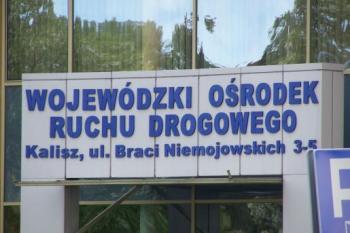 WOJEWÓDZKI OŚRODEK
RUCHU DROGOWEGO
Kalisz, ul. Braci Niemojowskich 3-5
P